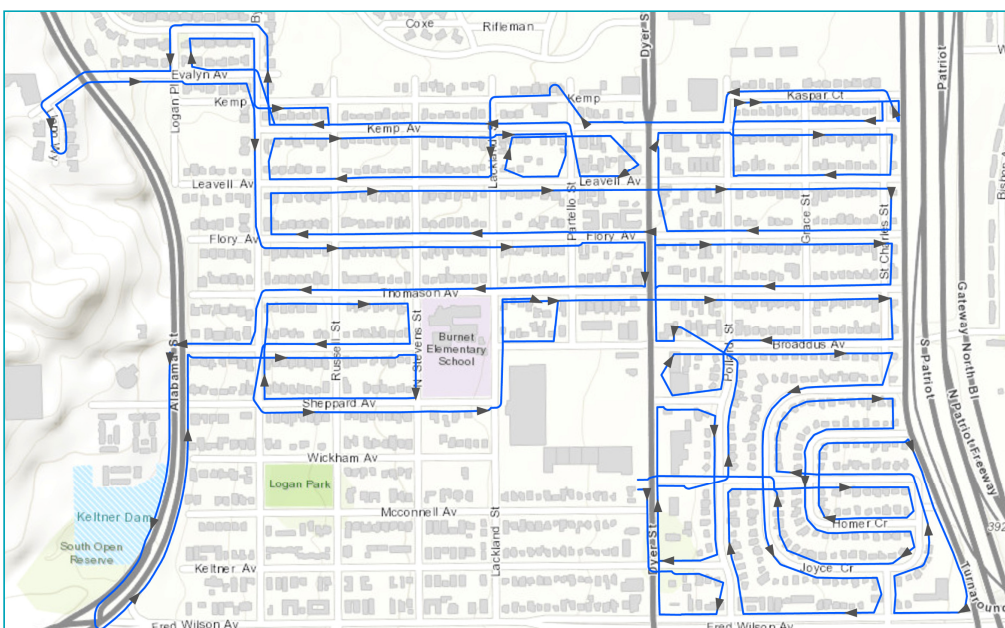 Coxe
Rifleman
By
Dyer S
Patriot
Evalyn Av
Logan Pl
Kemp
Kemp
Kaspar Ct
Kemp Av
Lackland S
Leavell Av
Leavell Av
Partello St
Grace St
St Charles St
Flory Av
Flory Av
Thomason Av
Gateway North Bl
S Patriot
N Patriot Freeway
Alabama St
Russell St
N Stevens St
Burnet
Elementary
School
Pollard St
Broaddus Av
Sheppard Av
Wickham Av
Logan Park
Mcconnell Av
Keltner Dam
South Open
Reserve
Keltner Av
Lackland St
Dyer St
Homer Cr
Joyce Cr
392
Turnaround
Fred Wilson Av
Fred Wilson Av